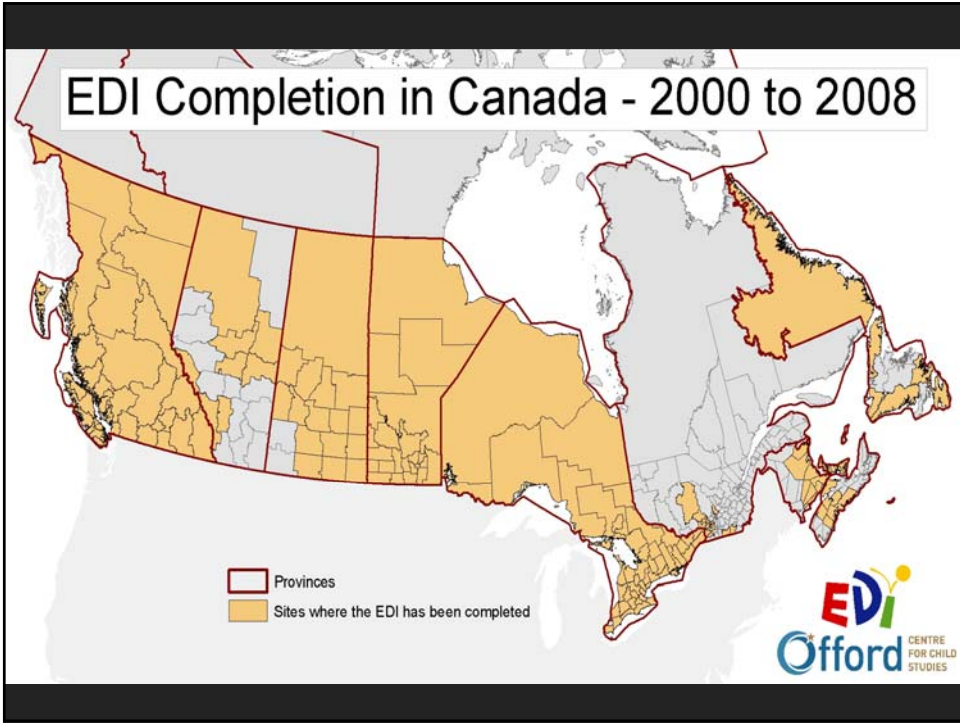 EDI Completion in Canada - 2000 to 2008
Provinces
Sites where the EDI has been completed
EDi
Offord CENTRE
FOR CHILD
STUDIES